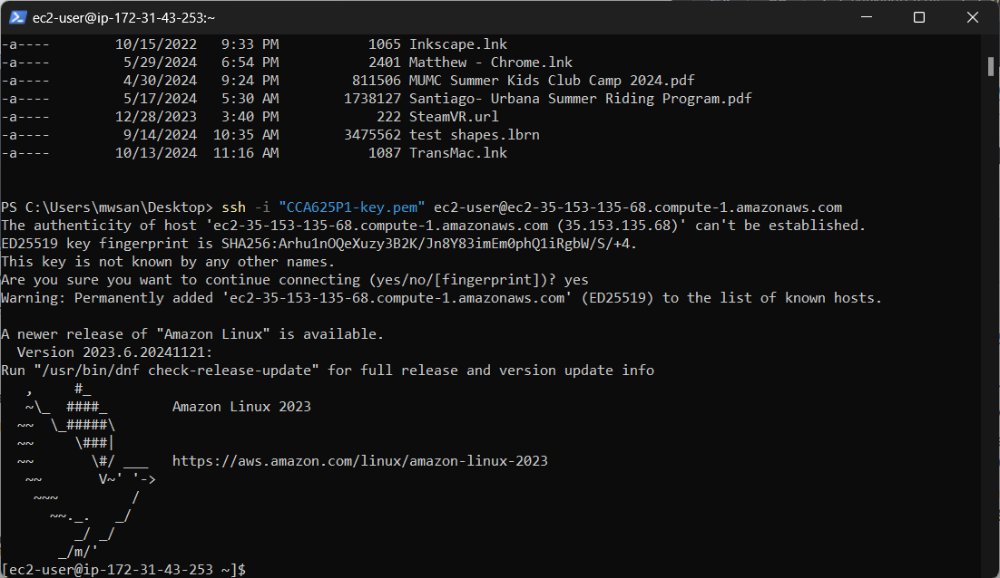 ec2-user@ip-172-31-43-253:~
-a---- 10/15/2022 9:33 PM 1065 Inkscape.lnk
-a---- 5/29/2024 6:54 PM 2401 Matthew - Chrome.lnk
-a---- 4/30/2024 9:24 PM 811506 MUMC Summer Kids Club Camp 2024.pdf
-a---- 5/17/2024 5:30 AM 1738127 Santiago- Urbana Summer Riding Program.pdf
-a---- 12/28/2023 3:40 PM 222 SteamVR.url
-a---- 9/14/2024 10:35 AM 3475562 test shapes.lbrn
-a---- 10/13/2024 11:16 AM 1087 TransMac.lnk
PS C:\Users\mwsan\Desktop> ssh -i "CCA625P1-key.pem" ec2-user@ec2-35-153-135-68.compute-1.amazonaws.com
The authenticity of host 'ec2-35-153-135-68.compute-1.amazonaws.com (35.153.135.68)' can't be established.
ED25519 key fingerprint is SHA256:Arhu1nOQeXuzy3B2K/Jn8Y83imEm0phQ1iRgbW/S/+4.
This key is not known by any other names.
Are you sure you want to continue connecting (yes/no/[fingerprint])? yes
Warning: Permanently added 'ec2-35-153-135-68.compute-1.amazonaws.com' (ED25519) to the list of known hosts.
A newer release of "Amazon Linux" is available.
  Version 2023.6.20241121:
Run "/usr/bin/dnf check-release-update" for full release and version update info
   ,     #_
   ~\_  ####_        Amazon Linux 2023
  ~~  \_#####\
  ~~     \###|
  ~~       \#/ ___   https://aws.amazon.com/linux/amazon-linux-2023
   ~~       V~' '->
    ~~~         /
      ~~._.   _/
         _/ _/
       _/m/'
[ec2-user@ip-172-31-43-253 ~]$